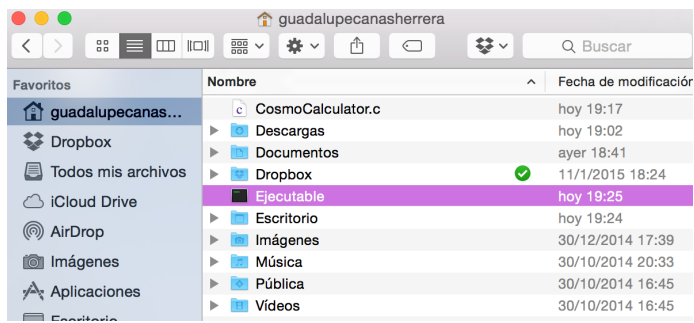 guadalupecanasherrera
Buscar
Favoritos
guadalupecanas...
Dropbox
Todos mis archivos
iCloud Drive
AirDrop
Imágenes
Aplicaciones
Escritorio
Nombre Fecha de modificación
c CosmoCalculator.c hoy 19:17
Descargas hoy 19:02
Documentos ayer 18:41
Dropbox 11/1/2015 18:24
Ejecutable hoy 19:25
Escritorio hoy 19:24
Imágenes 30/12/2014 17:39
Música 30/10/2014 20:33
Pública 30/10/2014 16:45
Vídeos 30/10/2014 16:45